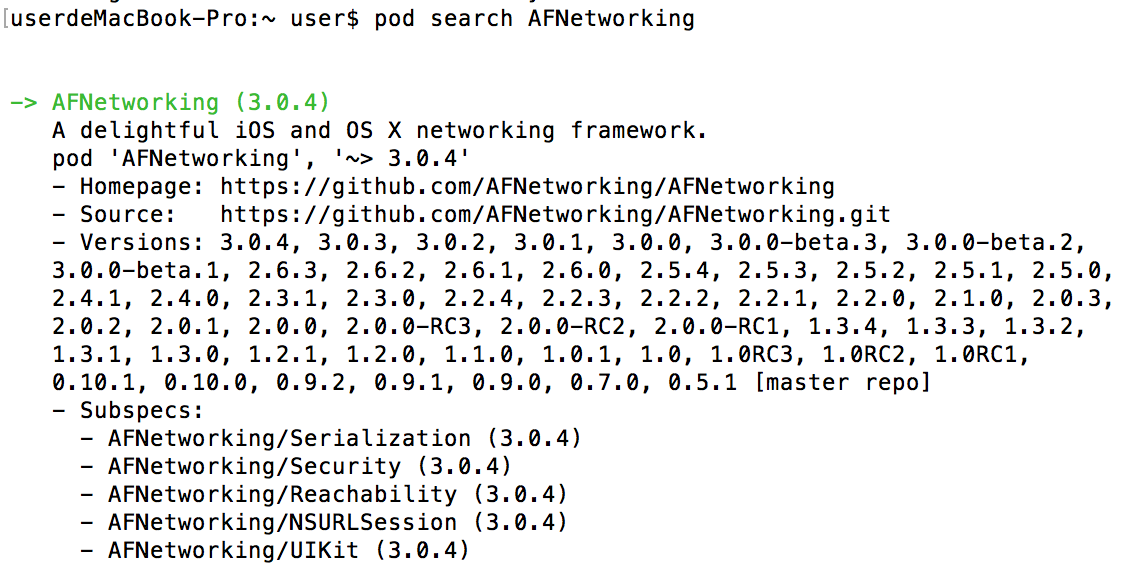 [userdeMacBook-Pro:~ user$ pod search AFNetworking
-> AFNetworking (3.0.4)
A delightful iOS and OS X networking framework.
pod 'AFNetworking', '~> 3.0.4'
- Homepage: https://github.com/AFNetworking/AFNetworking
- Source:   https://github.com/AFNetworking/AFNetworking.git
- Versions: 3.0.4, 3.0.3, 3.0.2, 3.0.1, 3.0.0, 3.0.0-beta.3, 3.0.0-beta.2,
3.0.0-beta.1, 2.6.3, 2.6.2, 2.6.1, 2.6.0, 2.5.4, 2.5.3, 2.5.2, 2.5.1, 2.5.0,
2.4.1, 2.4.0, 2.3.1, 2.3.0, 2.2.4, 2.2.3, 2.2.2, 2.2.1, 2.2.0, 2.1.0, 2.0.3,
2.0.2, 2.0.1, 2.0.0, 2.0.0-RC3, 2.0.0-RC2, 2.0.0-RC1, 1.3.4, 1.3.3, 1.3.2,
1.3.1, 1.3.0, 1.2.1, 1.2.0, 1.1.0, 1.0.1, 1.0, 1.0RC3, 1.0RC2, 1.0RC1,
0.10.1, 0.10.0, 0.9.2, 0.9.1, 0.9.0, 0.7.0, 0.5.1 [master repo]
- Subspecs:
- AFNetworking/Serialization (3.0.4)
- AFNetworking/Security (3.0.4)
- AFNetworking/Reachability (3.0.4)
- AFNetworking/NSURLSession (3.0.4)
- AFNetworking/UIKit (3.0.4)